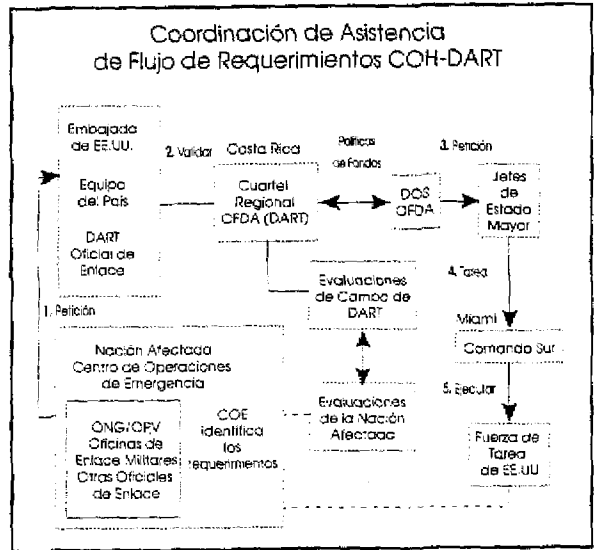 Coordinación de Asistencia
de Flujo de Requerimientos COH-DART
Embajada
de EE.UU.
Equipo
del País
DART
Oficial de
Enlace
2. Validar
Costa Rica
Cuartel
Regional
OFDA (DART)
Políticas
de Fondos
DOS
OFDA
3. Petición
Jefes
de
Estado
Mayor
4. Tarea
Miami
Comando Sur
5. Ejecutar
Fuerza de
Tarea
de EE.UU
Evaluaciones
de Campo de
DART
Evaluaciones
de la Nación
Afectada
1. Petición
Nación Afectada
Centro de Operaciones
de Emergencia
ONG/OPV
Oficinas de
Enlace Militares
Otras Oficiales
de Enlace
COE
identifica
los
requerimientos